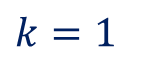 k = 1